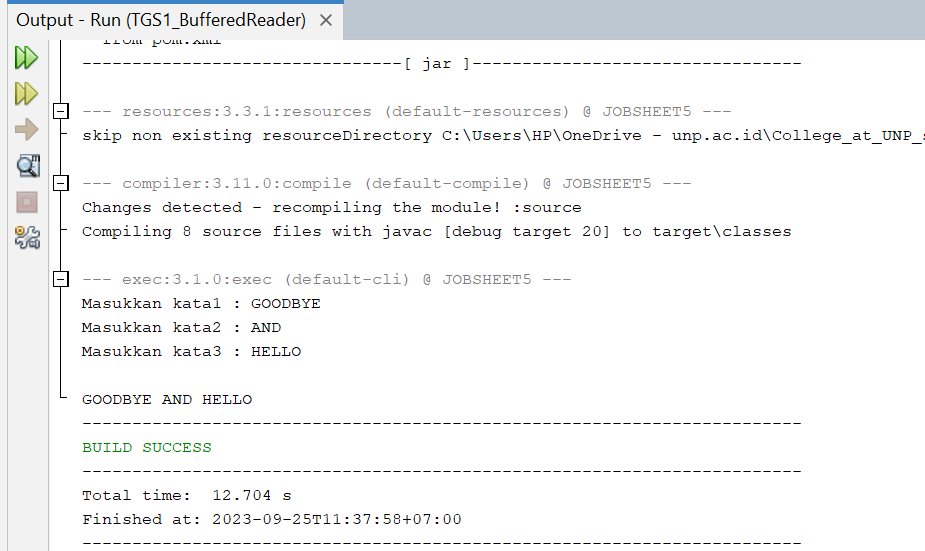 Output - Run (TGS1_BufferedReader) ×
from pom.xml
--------------------------------[ jar ]---------------------------------
--- resources:3.3.1:resources (default-resources) @ JOBSHEET5 ---
skip non existing resourceDirectory C:\Users\HP\OneDrive - unp.ac.id\College_at_UNP_
--- compiler:3.11.0:compile (default-compile) @ JOBSHEET5 ---
Changes detected - recompiling the module! :source
Compiling 8 source files with javac [debug target 20] to target\classes
--- exec:3.1.0:exec (default-cli) @ JOBSHEET5 ---
Masukkan kata1 : GOODBYE
Masukkan kata2 : AND
Masukkan kata3 : HELLO
GOODBYE AND HELLO
------------------------------------------------------------------------
BUILD SUCCESS
------------------------------------------------------------------------
Total time:  12.704 s
Finished at: 2023-09-25T11:37:58+07:00
------------------------------------------------------------------------